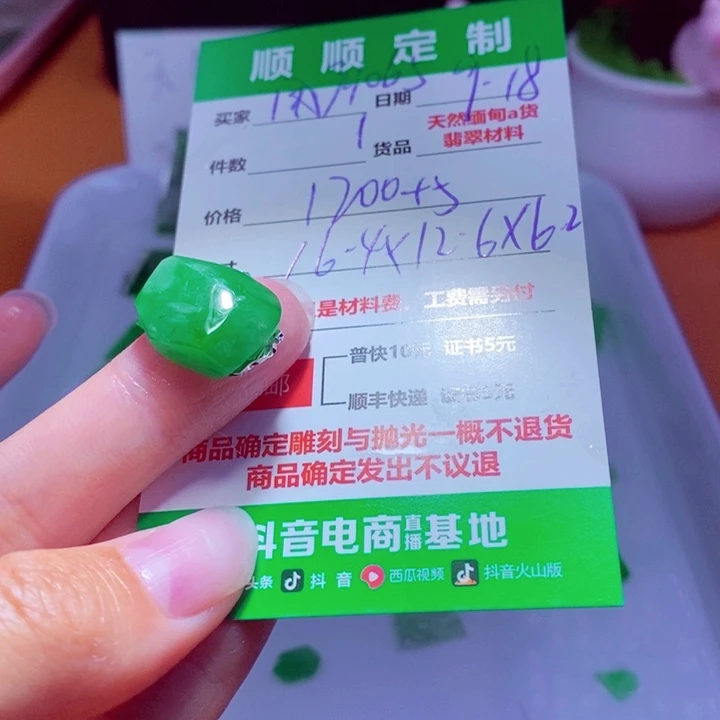 顺顺定制
买家 日期 9-18
件数 1 货品 天然缅甸a货
翡翠材料
价格 1700+5
16-4X12-6X6-2
是材料费，工费需另付
普快10元 证书5元
邮
顺丰快递
商品确定雕刻与抛光一概不退货
商品确定发出不议退
抖音电商直播基地
头条 抖音 西瓜视频 抖音火山版